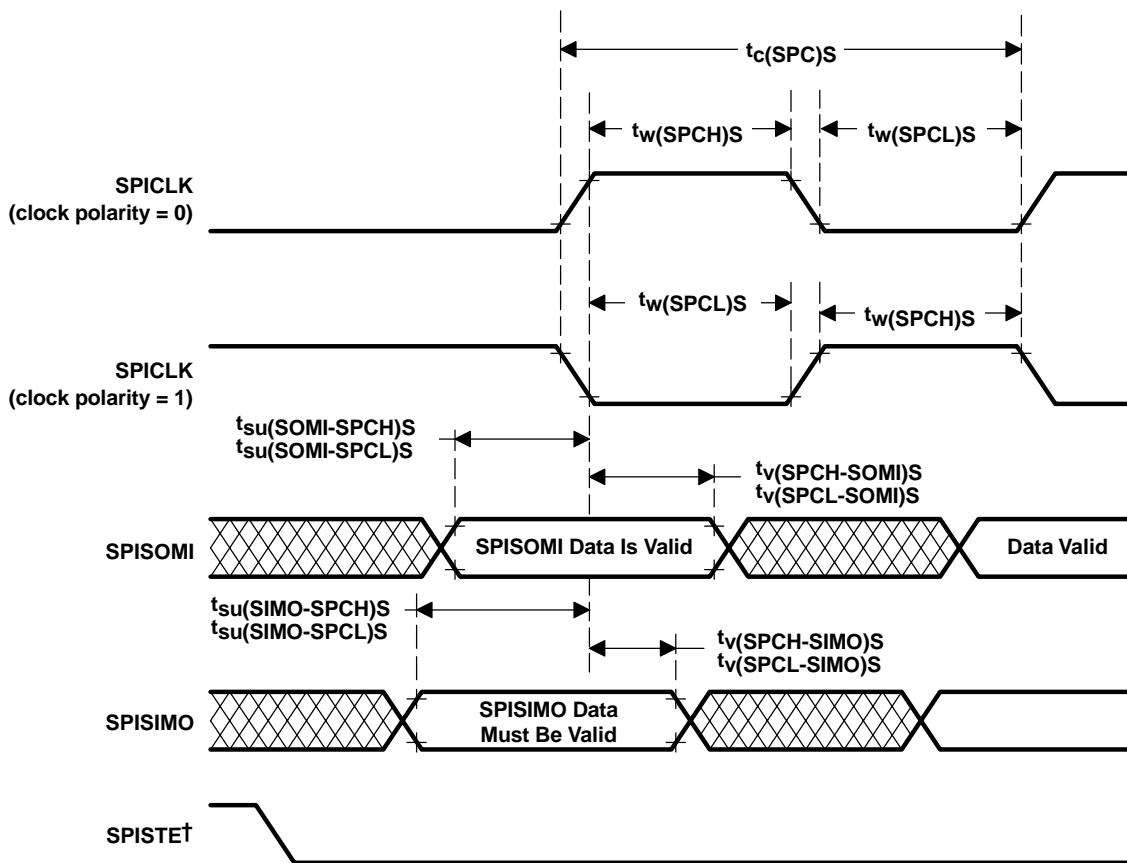 tc(SPC)S
tw(SPCH)S
tw(SPCL)S
SPICLK
(clock polarity = 0)
tw(SPCL)S
tw(SPCH)S
SPICLK
(clock polarity = 1)
tsu(SOMI-SPCH)S
tsu(SOMI-SPCL)S
tv(SPCH-SOMI)S
tv(SPCL-SOMI)S
SPISOMI
SPISOMI Data Is Valid
Data Valid
tsu(SIMO-SPCH)S
tsu(SIMO-SPCL)S
tv(SPCH-SIMO)S
tv(SPCL-SIMO)S
SPISIMO
SPISIMO Data
Must Be Valid
SPISTE†